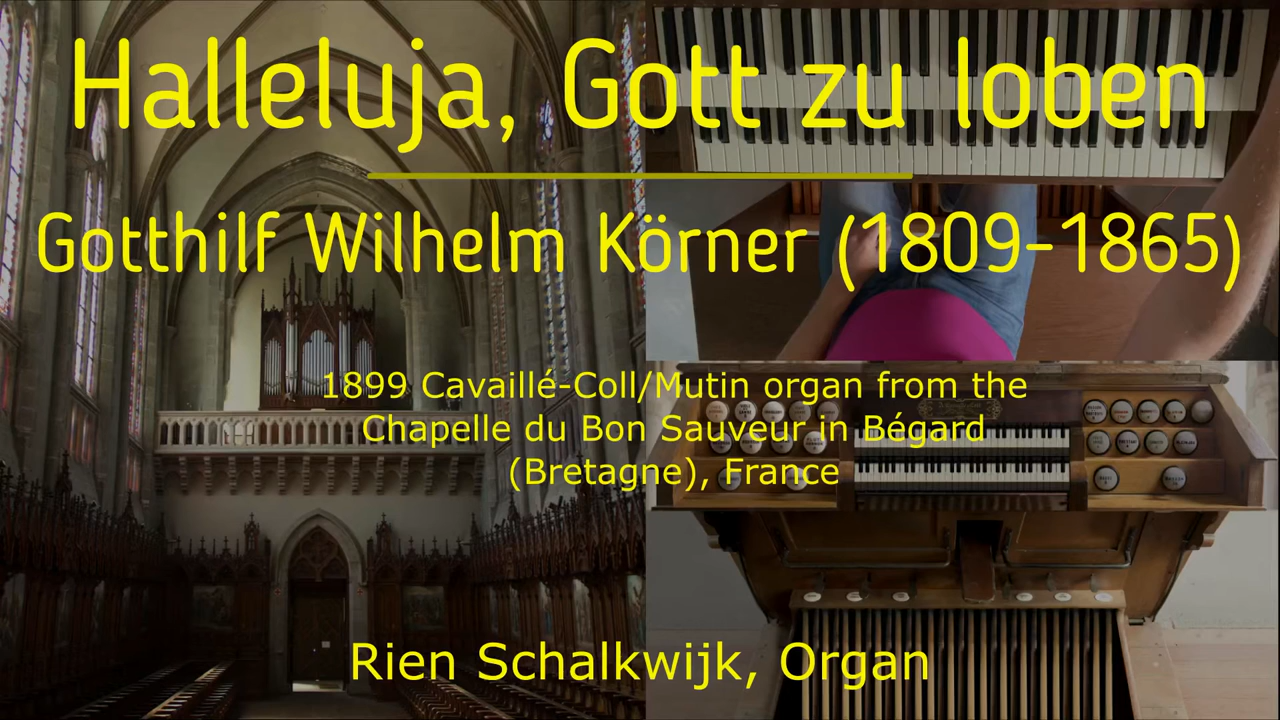 Halleluja, Gott zu loben
Gotthilf Wilhelm Körner (1809-1865)
1899 Cavaillé-Coll/Mutin organ from the
Chapelle du Bon Sauveur in Bégard
(Bretagne), France
Rien Schalkwijk, Organ